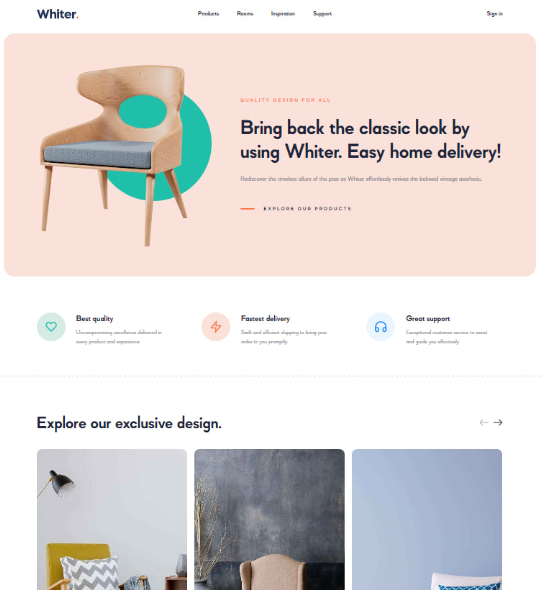 Whiter.
Products Rooms Inspiration Support
Sign in
QUALITY DESIGN FOR ALL
Bring back the classic look by
using Whiter. Easy home delivery!
Rediscover the timeless allure of the past as Whiter effortlessly revives the beloved vintage aesthetic.
EXPLORE OUR PRODUCTS
Best quality
Uncompromising excellence delivered in
every product and experience.
Fastest delivery
Swift and efficient shipping to bring your
order to you promptly.
Great support
Exceptional customer service to assist
and guide you effectively.
Explore our exclusive design.